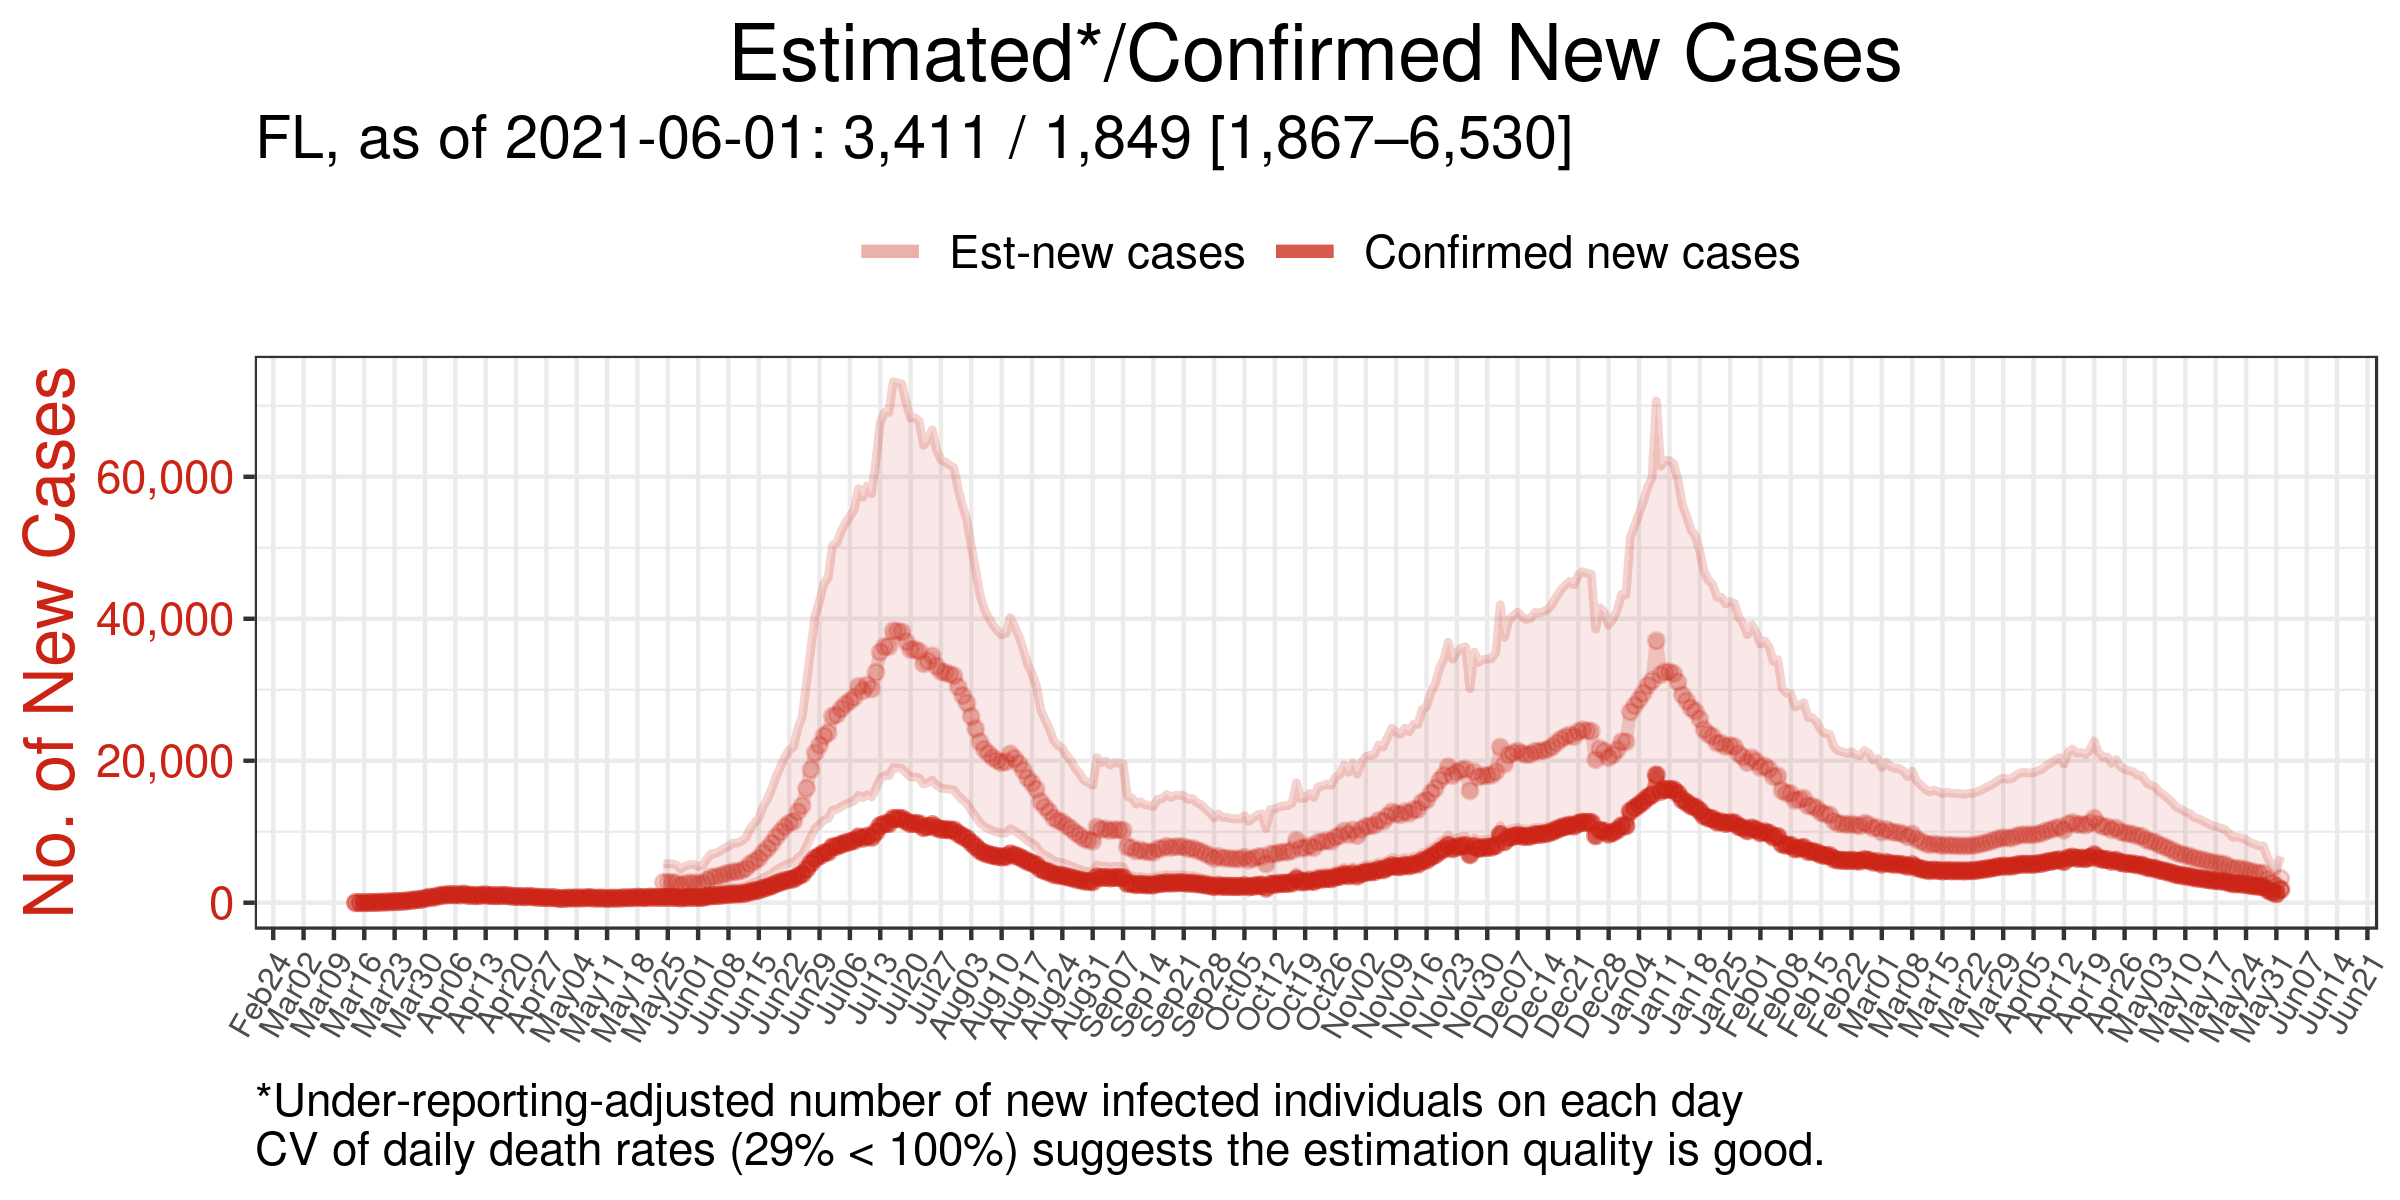 Estimated*/Confirmed New Cases
FL, as of 2021-06-01: 3,411 / 1,849 [1,867–6,530]
Est-new cases Confirmed new cases
No. of New Cases
60,000
40,000
20,000
0
Feb24 Mar02 Mar09 Mar16 Mar23 Mar30 Apr06 Apr13 Apr20 Apr27 May04 May11 May18 May25 Jun01 Jun08 Jun15 Jun22 Jun29 Jul06 Jul13 Jul20 Jul27 Aug03 Aug10 Aug17 Aug24 Aug31 Sep07 Sep14 Sep21 Sep28 Oct05 Oct12 Oct19 Oct26 Nov02 Nov09 Nov16 Nov23 Nov30 Dec07 Dec14 Dec21 Dec28 Jan04 Jan11 Jan18 Jan25 Feb01 Feb08 Feb15 Feb22 Mar01 Mar08 Mar15 Mar22 Mar29 Apr05 Apr12 Apr19 Apr26 May03 May10 May17 May24 May31 Jun07 Jun14 Jun21
*Under-reporting-adjusted number of new infected individuals on each day
CV of daily death rates (29% < 100%) suggests the estimation quality is good.